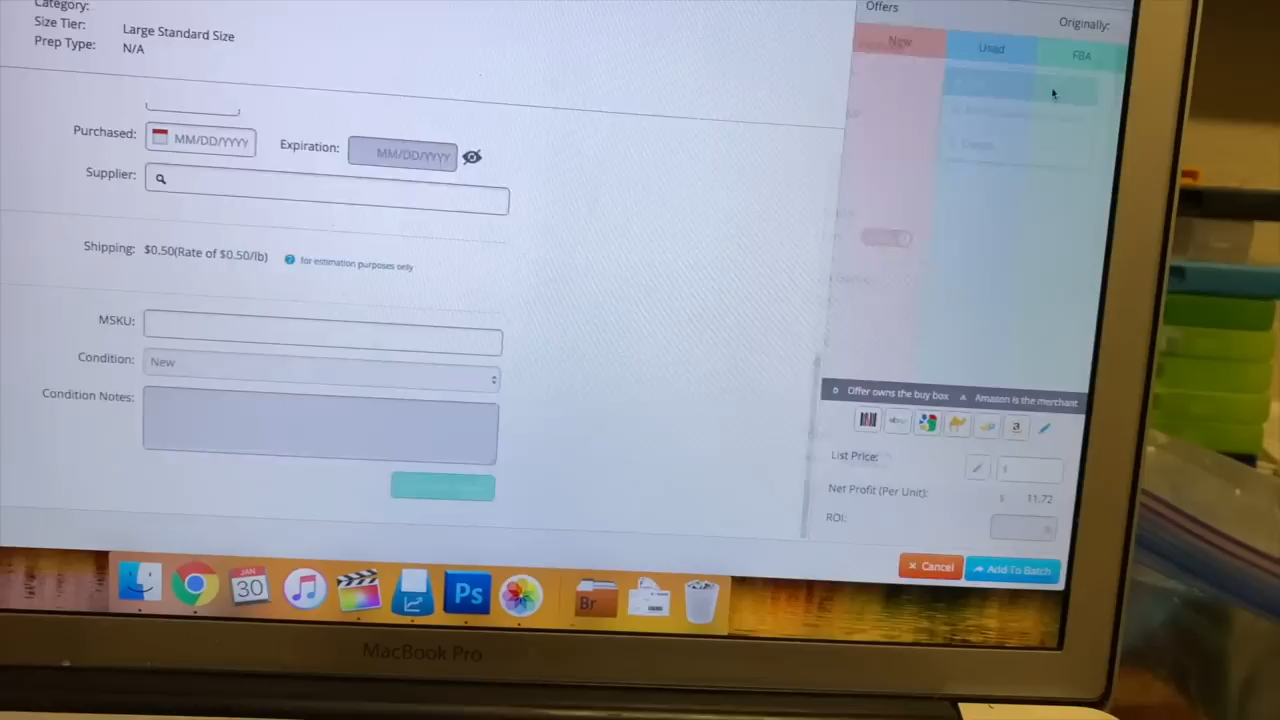 Category:
Size Tier: Large Standard Size
Prep Type: N/A
Offers
Originally:
New Used FBA
Purchased: MM/DD/YYYY Expiration: MM/DD/YYYY
Supplier:
Shipping: $0.50(Rate of $0.50/lb) ? for estimation purposes only
MSKU:
Condition: New
Condition Notes:
o Offer owns the buy box A Amazon is the merchant
ebay a
List Price: $
Net Profit (Per Unit): $ 11.72
ROI: %
× Cancel Add To Batch
JAN
30
Ps
Br
MacBook Pro